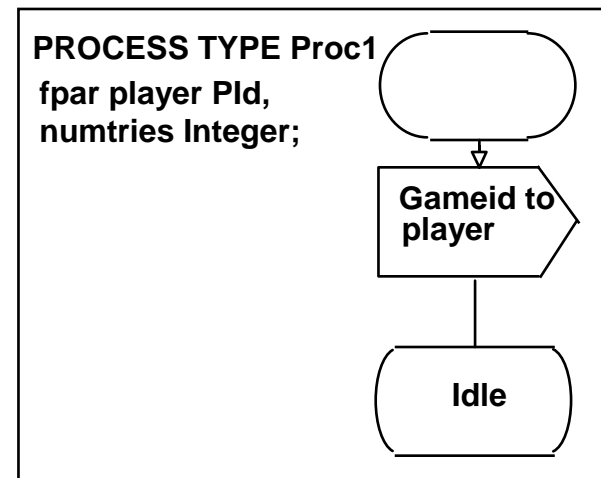 PROCESS TYPE Proc1
fpar player PId,
numtries Integer;
Gameid to
player
Idle